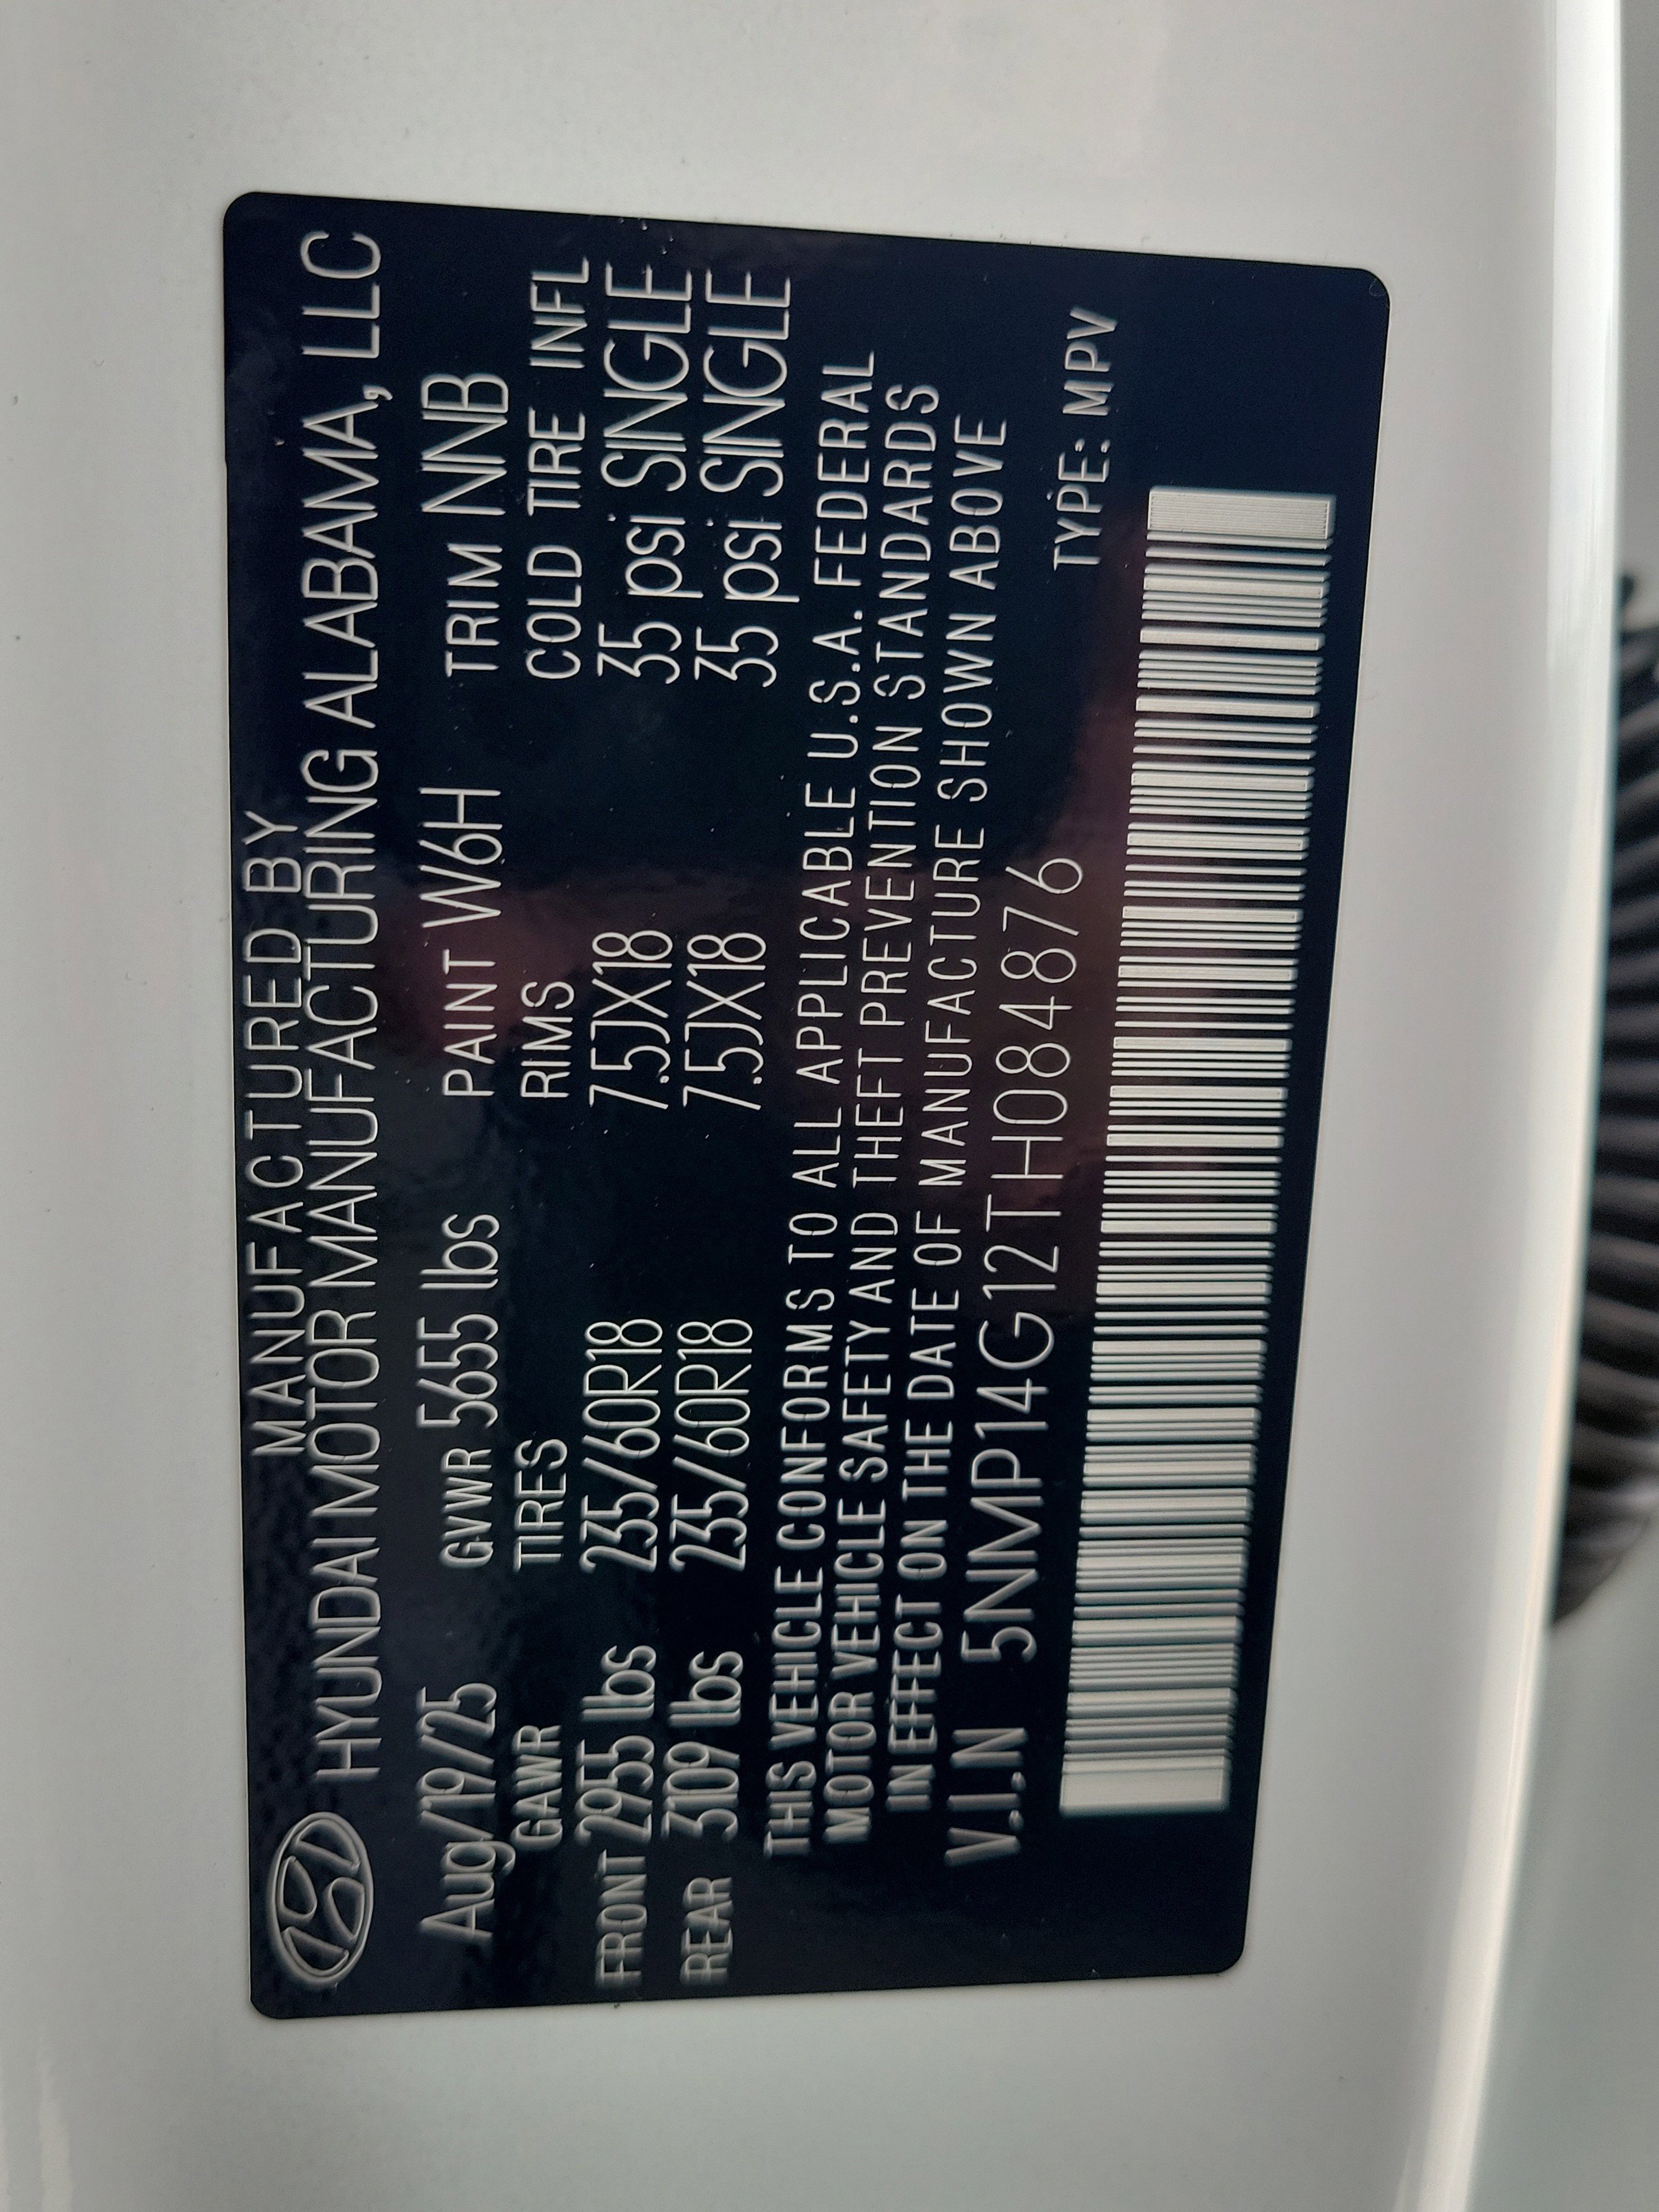 MANUFACTURED BY
HYUNDAI MOTOR MANUFACTURING ALABAMA, LLC
Aug/19/25 GVWR 5655 lbs PAINT W6H TRIM NNB
GAWR TIRES RIMS COLD TIRE INFL
FRONT 2955 lbs 235/60R18 7.5JX18 35 psi SINGLE
REAR 3109 lbs 235/60R18 7.5JX18 35 psi SINGLE
THIS VEHICLE CONFORMS TO ALL APPLICABLE U.S.A. FEDERAL
MOTOR VEHICLE SAFETY AND THEFT PREVENTION STANDARDS
IN EFFECT ON THE DATE OF MANUFACTURE SHOWN ABOVE
V.I.N 5NMP14G12TH084876
TYPE: MPV